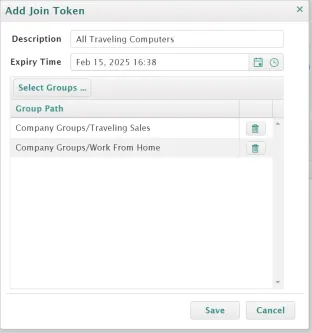 Add Join Token
Description All Traveling Computers
Expiry Time Feb 15, 2025 16:38
Select Groups ...
Group Path
Company Groups/Traveling Sales
Company Groups/Work From Home
Save Cancel